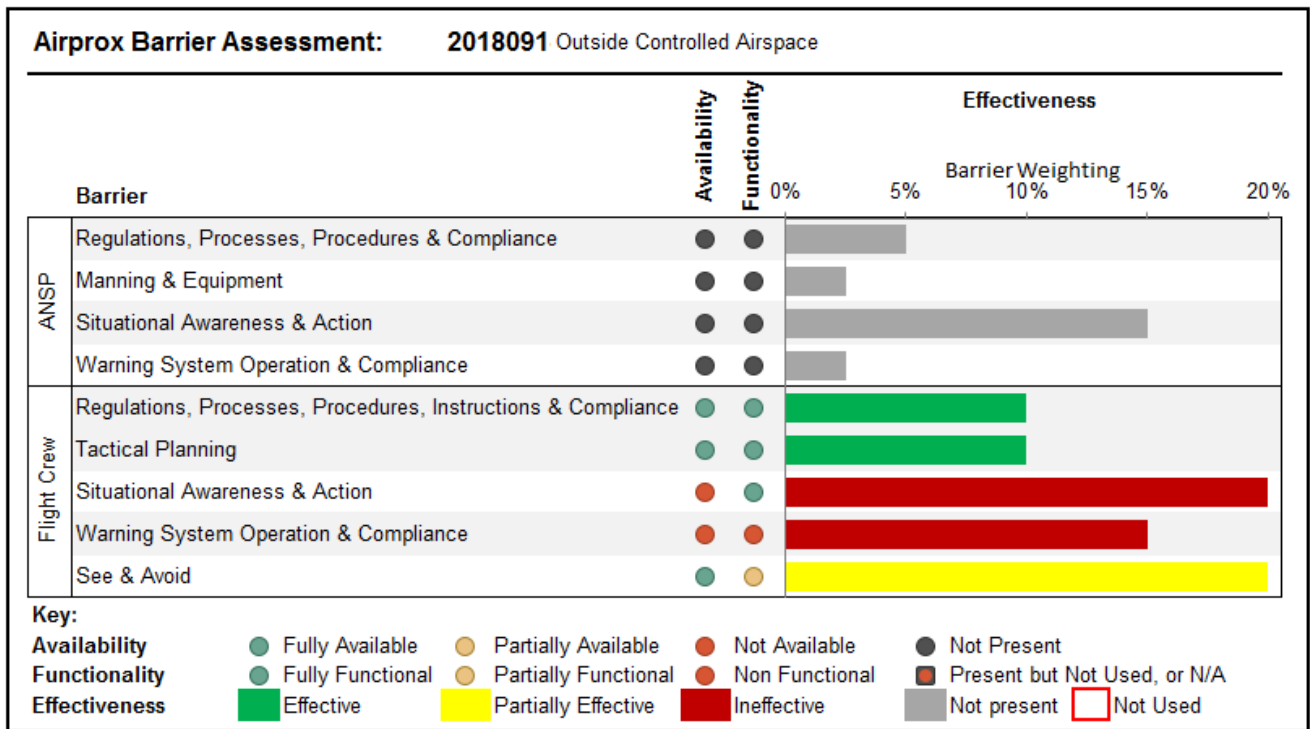 Airprox Barrier Assessment: 2018091 Outside Controlled Airspace
Availability
Functionality
Effectiveness
Barrier Weighting
Barrier
0% 5% 10% 15% 20%
ANSP
Regulations, Processes, Procedures & Compliance
Manning & Equipment
Situational Awareness & Action
Warning System Operation & Compliance
Flight Crew
Regulations, Processes, Procedures, Instructions & Compliance
Tactical Planning
Situational Awareness & Action
Warning System Operation & Compliance
See & Avoid
Key:
Availability Fully Available Partially Available Not Available Not Present
Functionality Fully Functional Partially Functional Non Functional Present but Not Used, or N/A
Effectiveness Effective Partially Effective Ineffective Not present Not Used